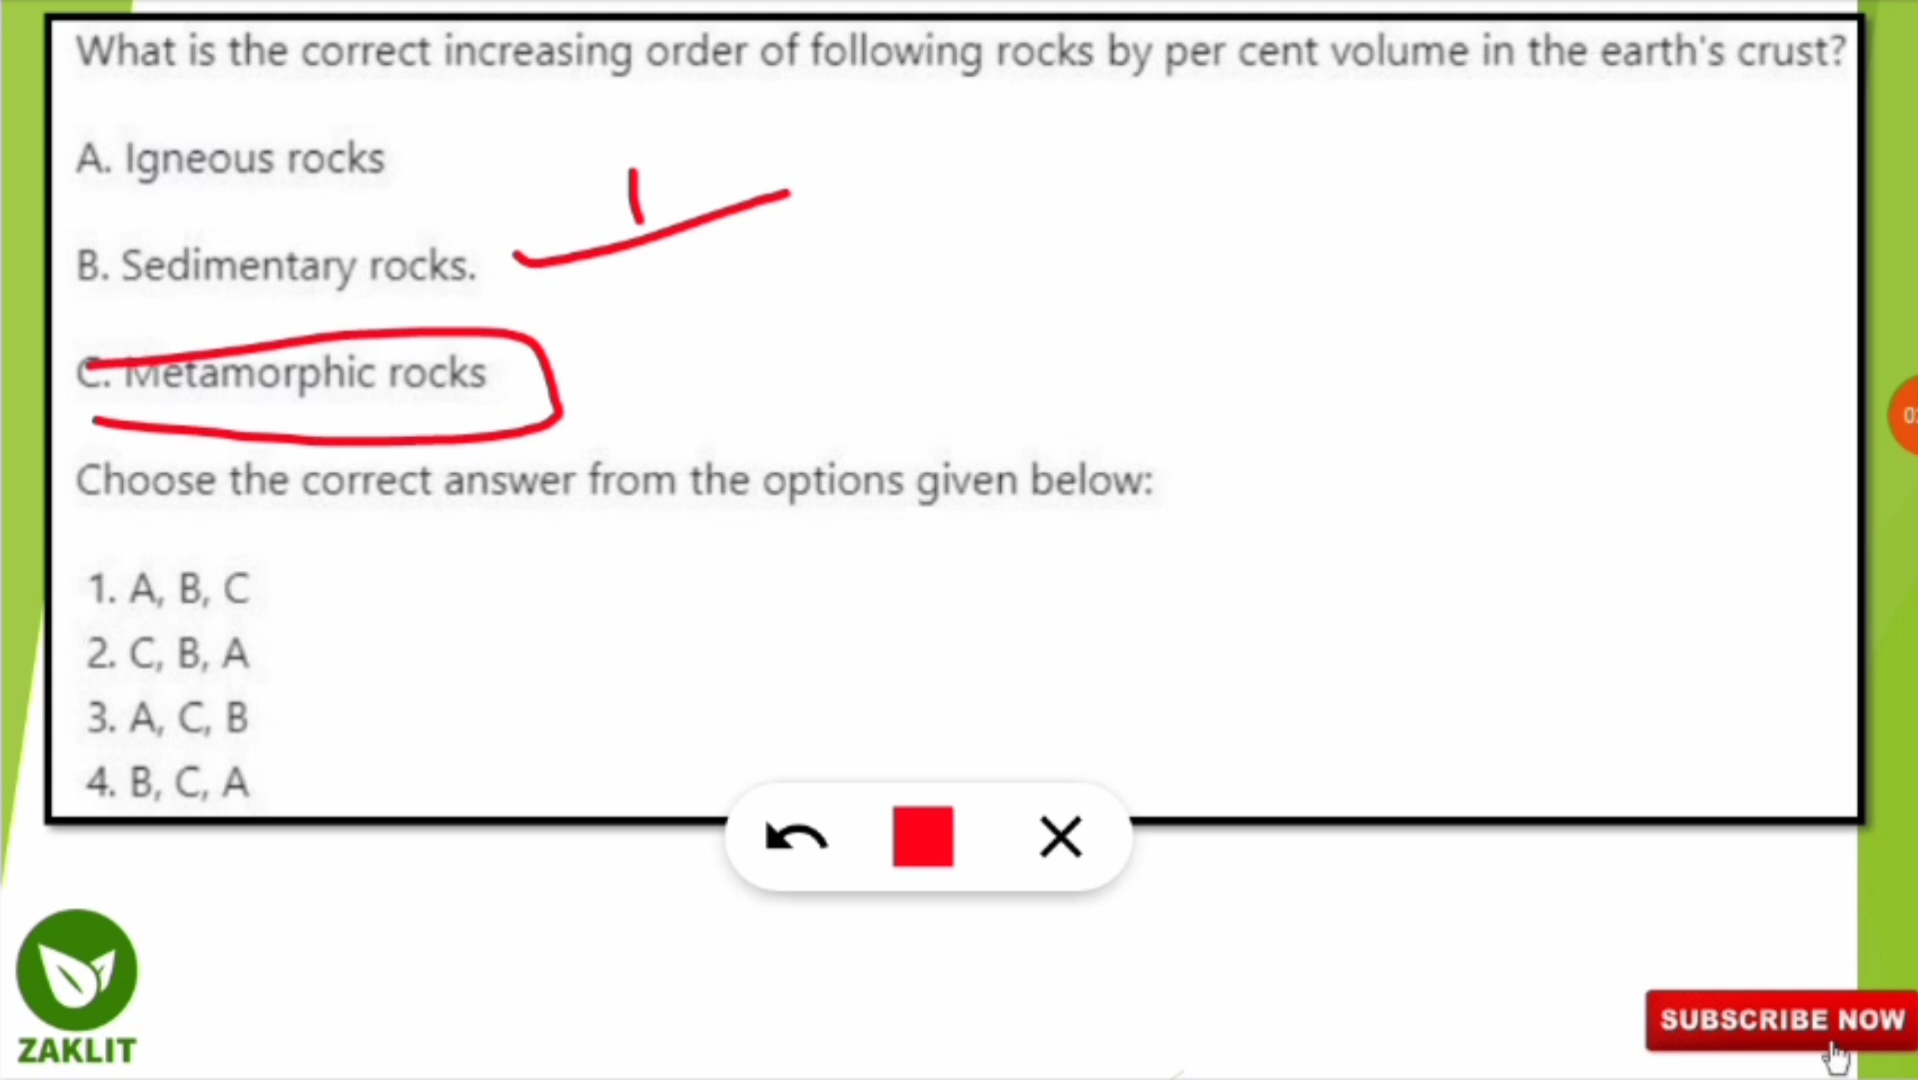 What is the correct increasing order of following rocks by per cent volume in the earth's crust?
A. Igneous rocks
B. Sedimentary rocks.
C. Metamorphic rocks
Choose the correct answer from the options given below:
1. A, B, C
2. C, B, A
3. A, C, B
4. B, C, A
ZAKLIT
SUBSCRIBE NOW